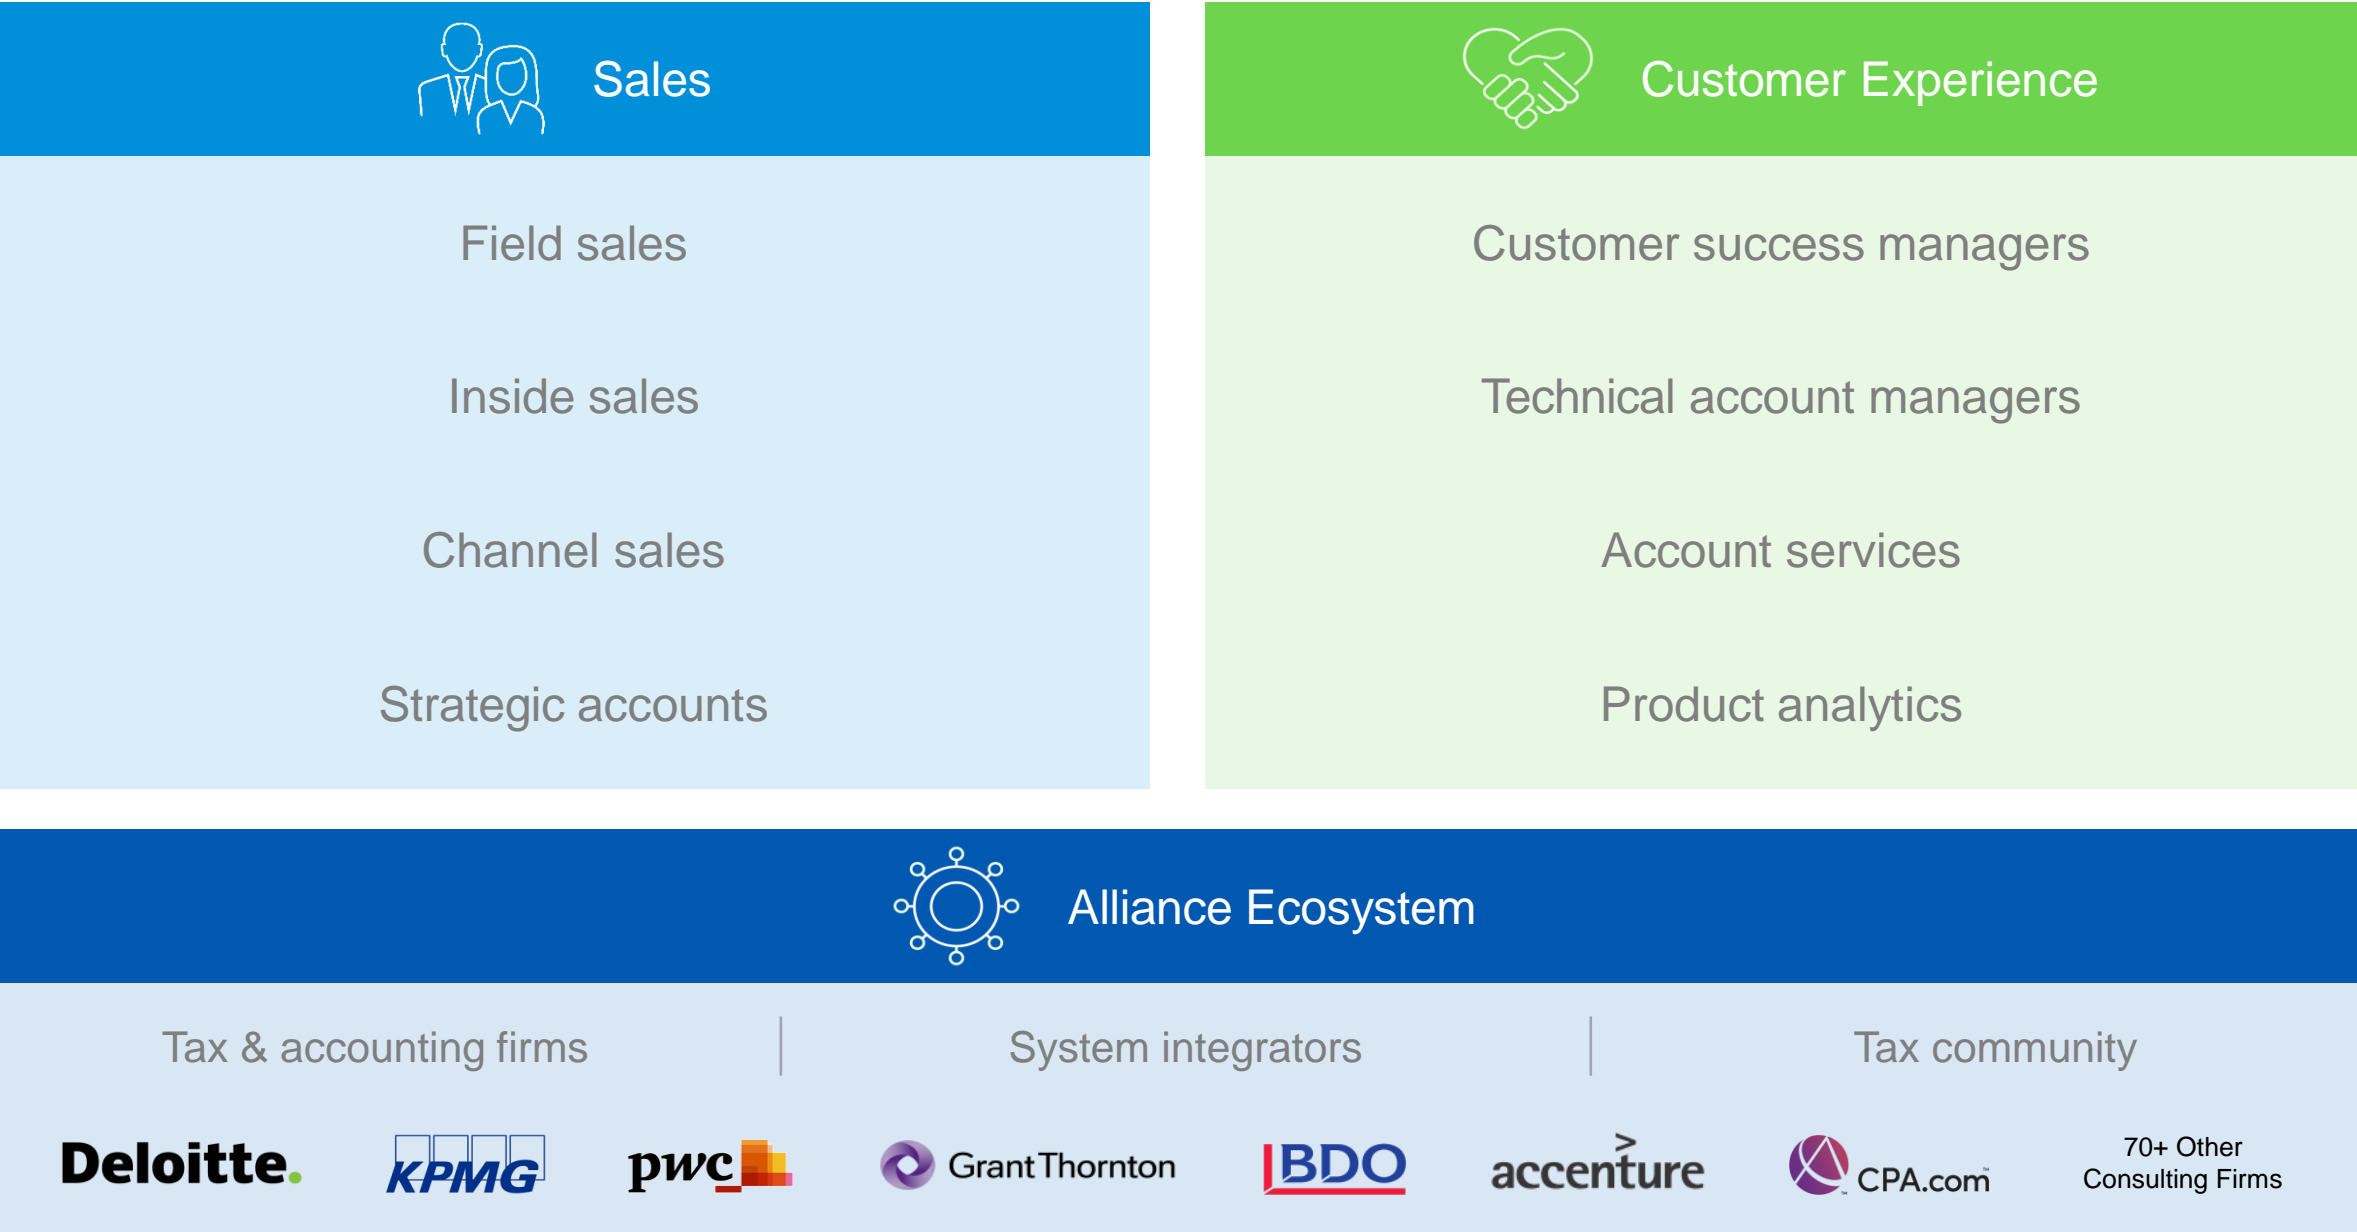 Sales
Field sales
Inside sales
Channel sales
Strategic accounts
Customer Experience
Customer success managers
Technical account managers
Account services
Product analytics
Alliance Ecosystem
Tax & accounting firms
System integrators
Tax community
Deloitte.
KPMG
pwc
Grant Thornton
BDO
accenture
CPA.com
70+ Other
Consulting Firms